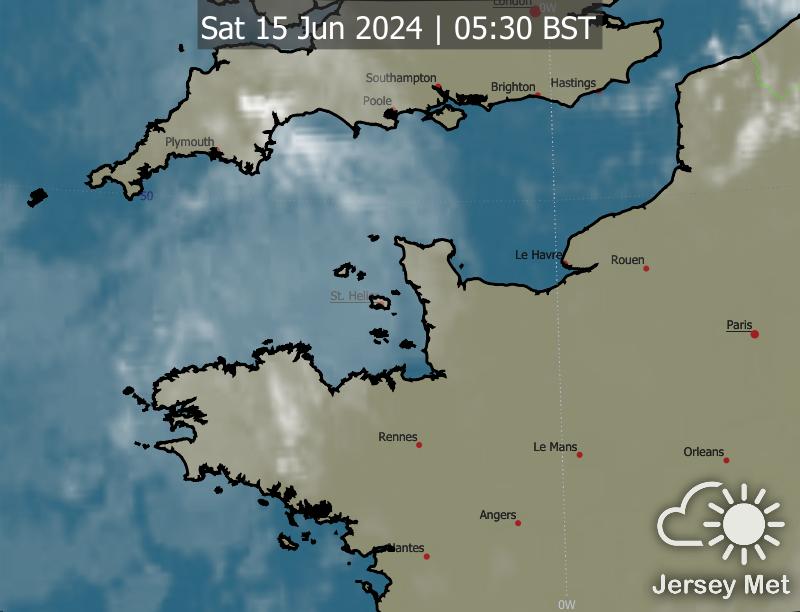 London
0W
Sat 15 Jun 2024 | 05:30 BST
Southampton
Brighton
Hastings
Poole
Plymouth
50
Le Havre
Rouen
St. Helier
Paris
Rennes
Le Mans
Orleans
Angers
Nantes
Jersey Met
0W